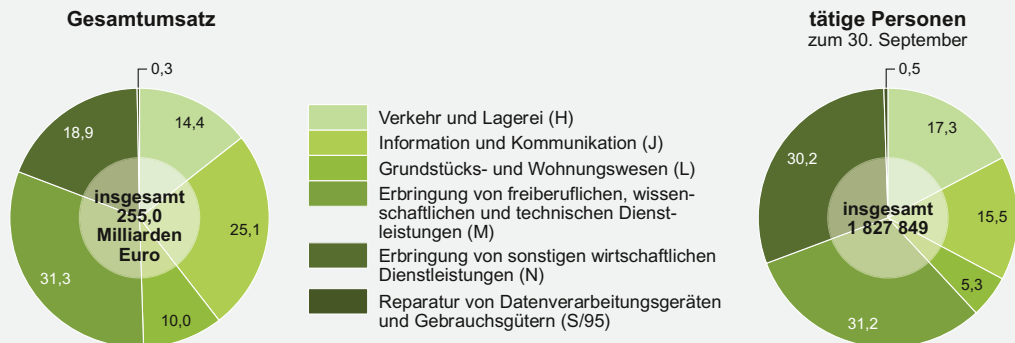 Gesamtumsatz
0,3
14,4
18,9
25,1
31,3
10,0
insgesamt
255,0
Milliarden
Euro
Verkehr und Lagerei (H)
Information und Kommunikation (J)
Grundstücks- und Wohnungswesen (L)
Erbringung von freiberuflichen, wissen-
schaftlichen und technischen Dienst-
leistungen (M)
Erbringung von sonstigen wirtschaftlichen
Dienstleistungen (N)
Reparatur von Datenverarbeitungsgeräten
und Gebrauchsgütern (S/95)
tätige Personen
zum 30. September
0,5
17,3
30,2
15,5
5,3
31,2
insgesamt
1 827 849